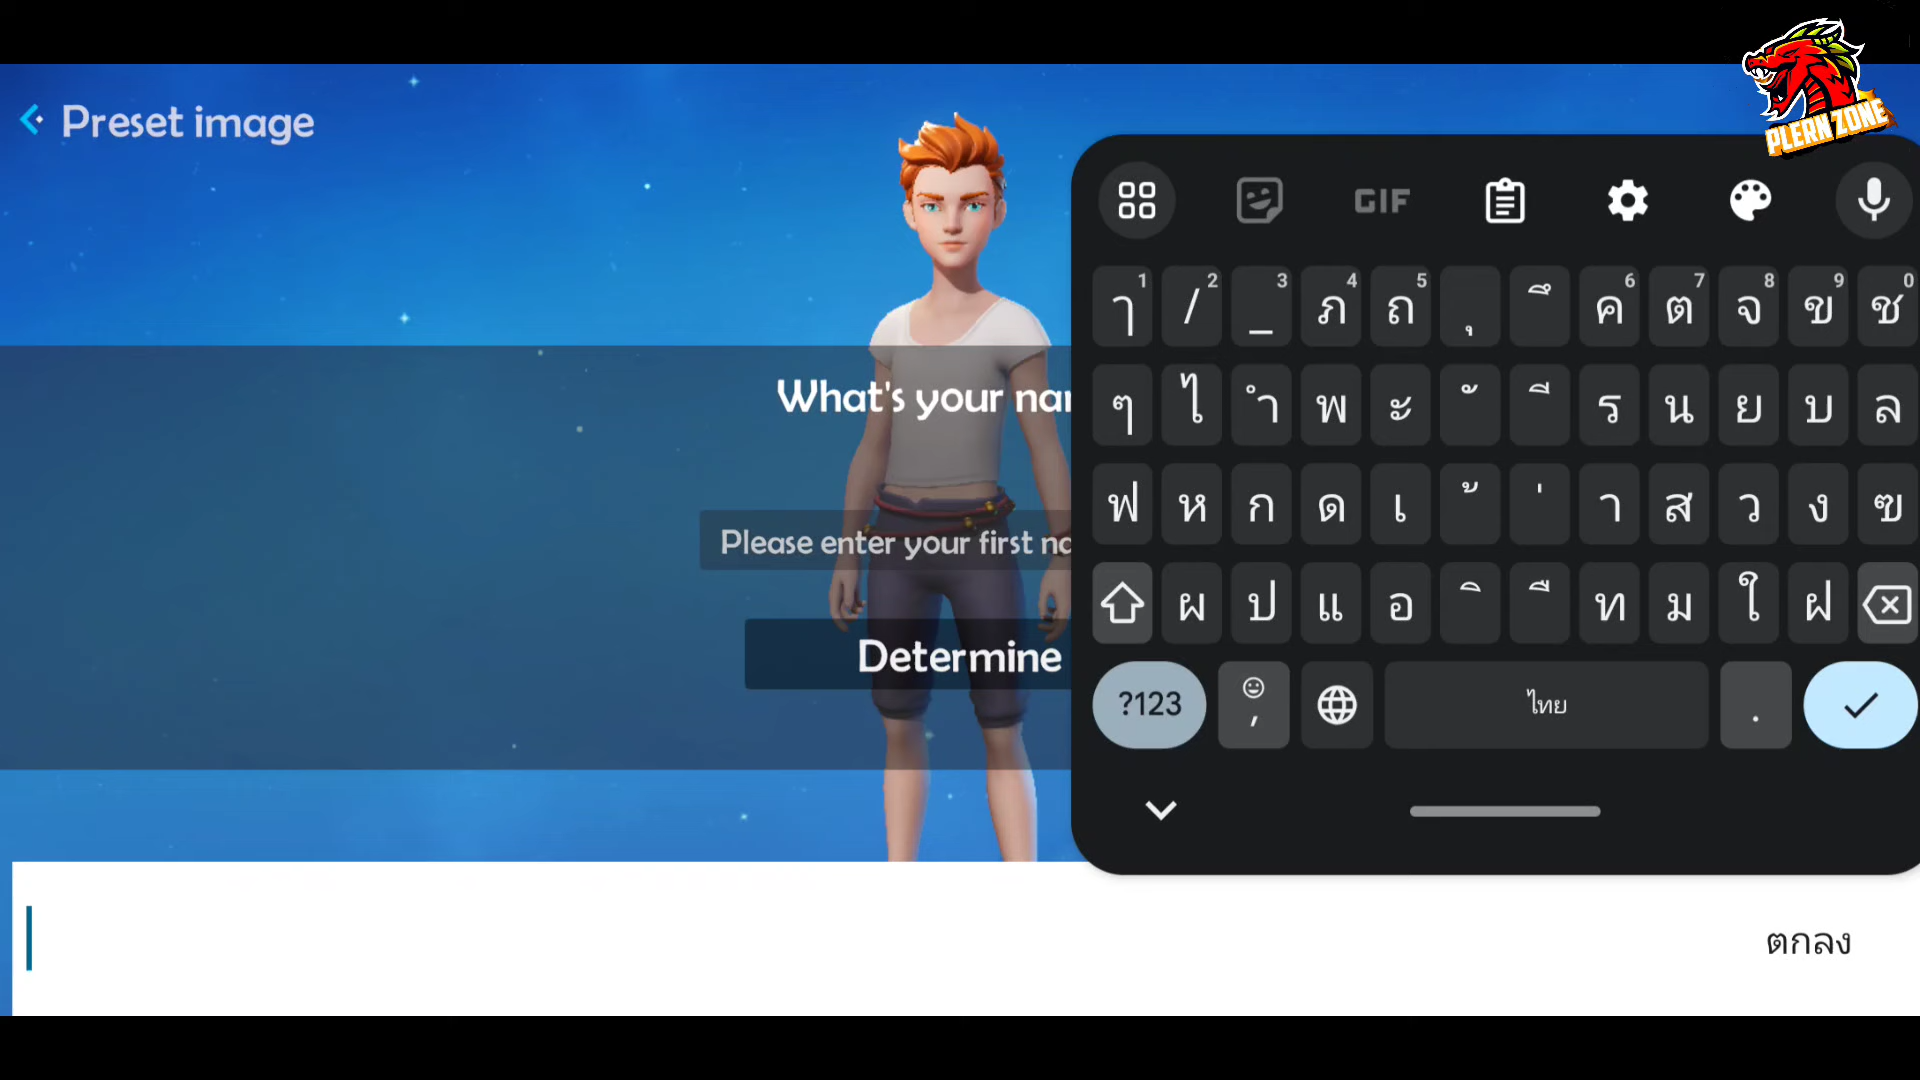 PLERN ZONE
Preset image
What's your nam
Please enter your first na
Determine
GIF
ๅ 1 / 2 _ 3 ภ 4 ถ 5 ุ ึ ค 6 ต 7 จ 8 ข 9 ช 0
ๆ ไ ำ พ ะ ั ี ร น ย บ ล
ฟ ห ก ด เ ้ ่ า ส ว ง ฃ
ผ ป แ อ ิ ื ท ม ใ ฝ
?123 , ไทย .
ตกลง